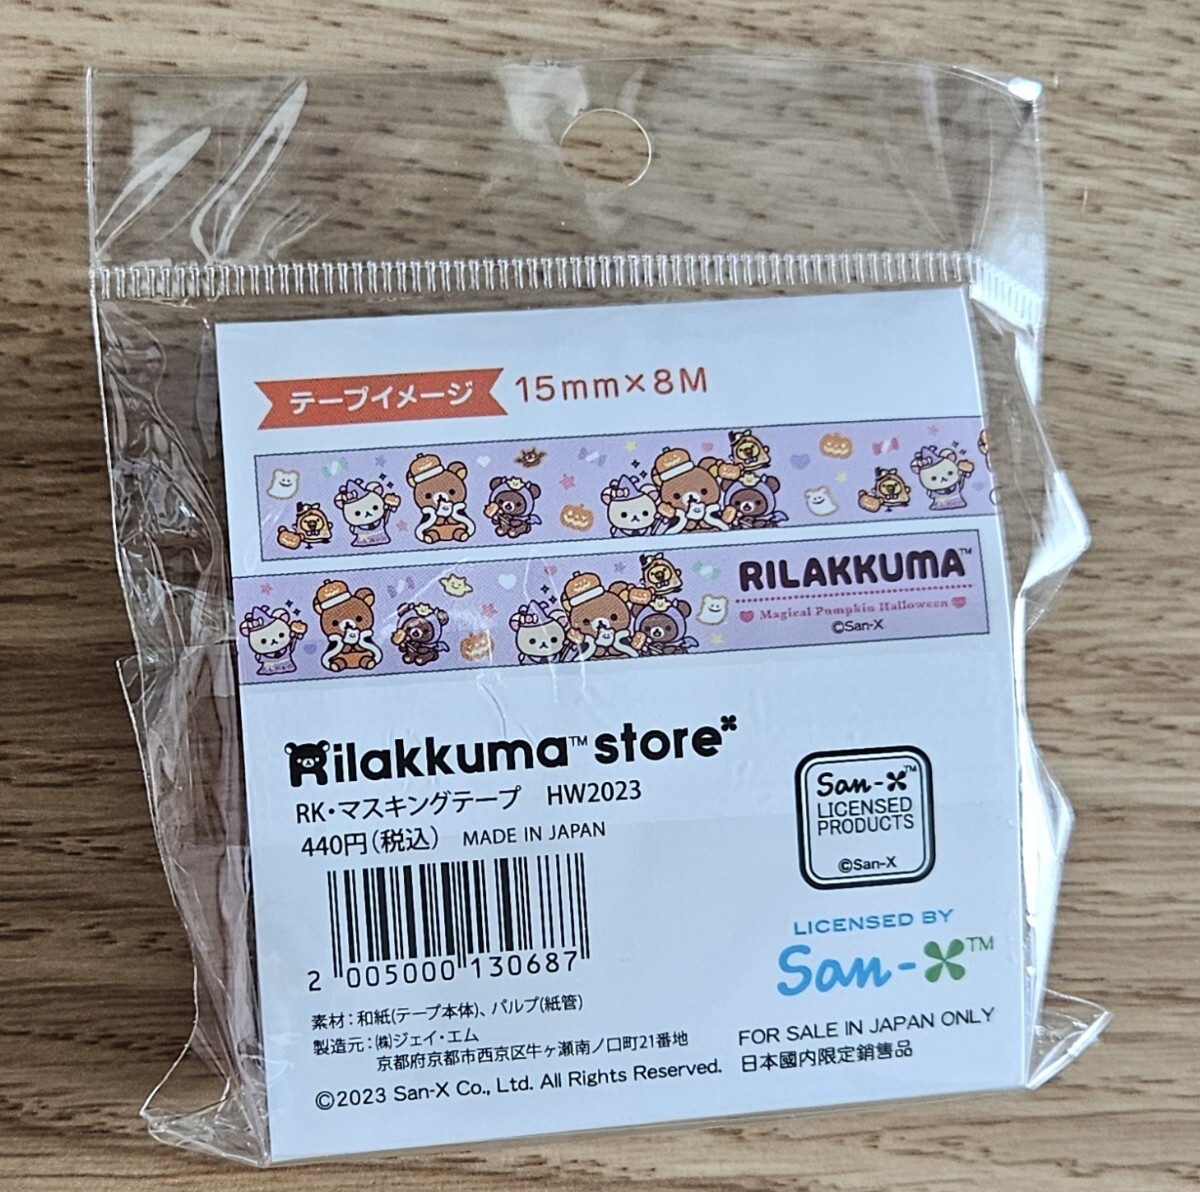 テープイメージ 15mm×8M
RILAKKUMA™
Magical Pumpkin Halloween
©San-X
Rilakkuma™ store
RK・マスキングテープ HW2023
440円(税込) MADE IN JAPAN
2 005000 130687
San-X™
LICENSED
PRODUCTS
©San-X
LICENSED BY
San-X™
素材：和紙(テープ本体)、パルプ(紙管)
製造元：㈱ジェイ・エム
京都府京都市西京区牛ヶ瀬南ノ口町21番地
©2023 San-X Co., Ltd. All Rights Reserved.
FOR SALE IN JAPAN ONLY
日本國内限定銷售品